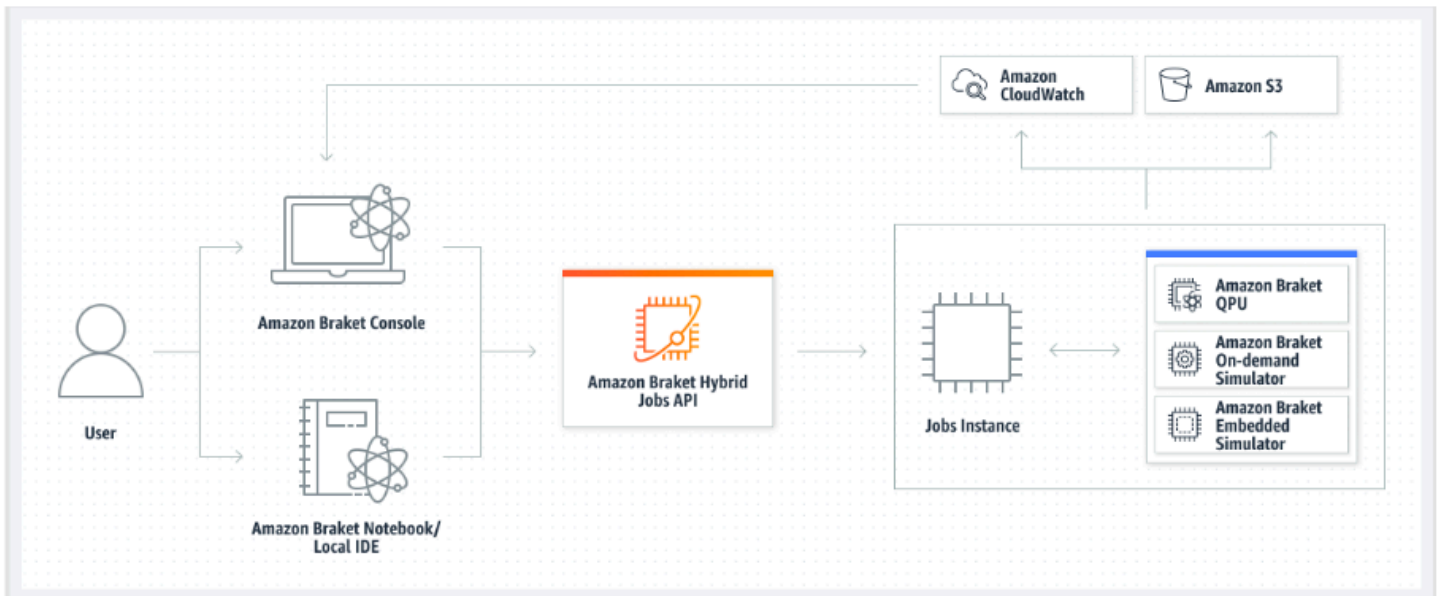 Amazon
CloudWatch
Amazon S3
Amazon Braket Console
User
Amazon Braket Notebook/
Local IDE
Amazon Braket Hybrid
Jobs API
Jobs Instance
Amazon Braket
QPU
Amazon Braket
On-demand
Simulator
Amazon Braket
Embedded
Simulator